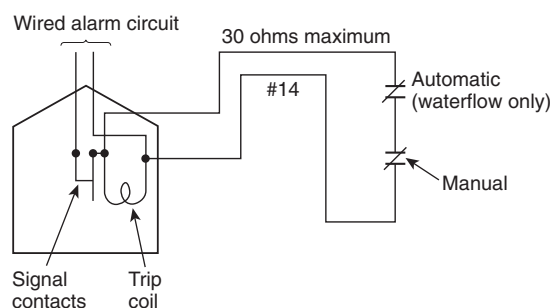 Wired alarm circuit
30 ohms maximum
#14
Automatic
(waterflow only)
Manual
Signal
contacts
Trip
coil